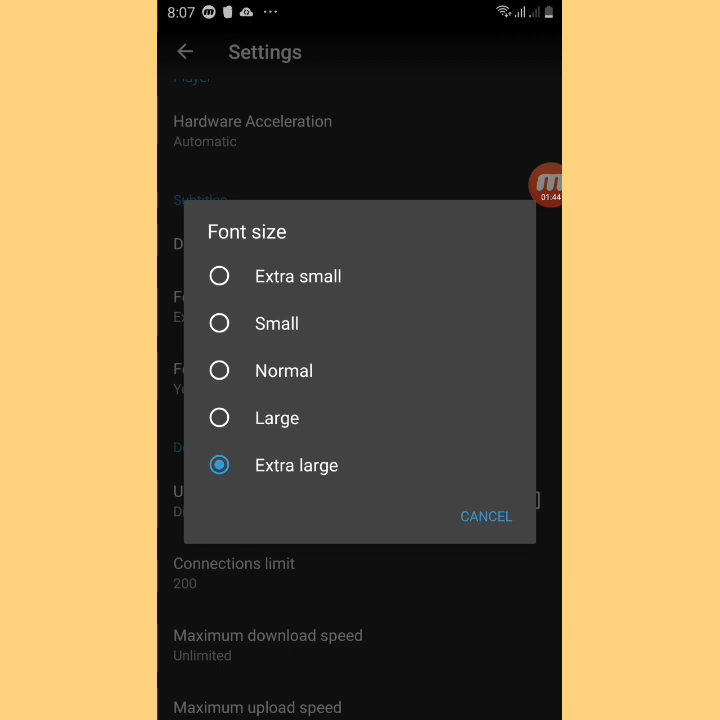 8:07
Settings
Player
Hardware Acceleration
Automatic
01:44
Subtitles
Font size
Extra small
Small
Normal
Large
Extra large
CANCEL
Connections limit
200
Maximum download speed
Unlimited
Maximum upload speed